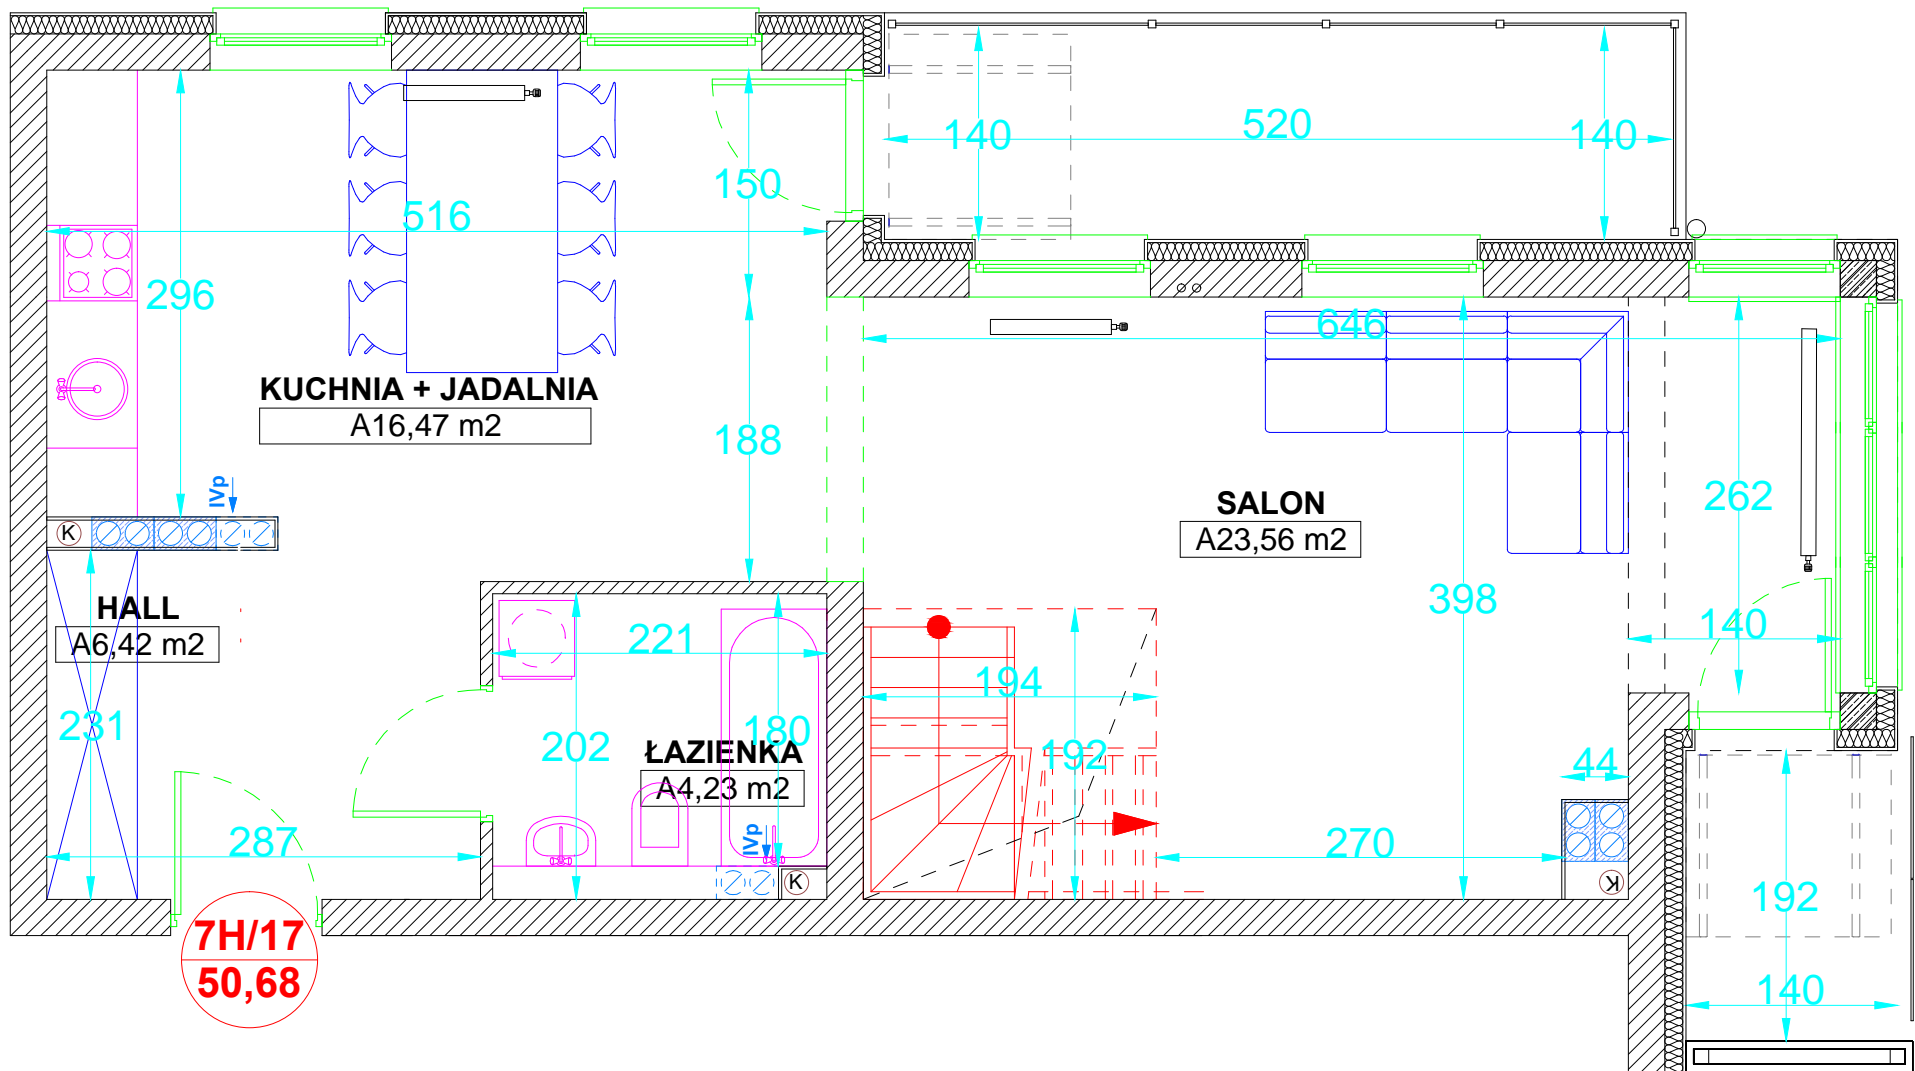 140
520
140
150
516
296
646
KUCHNIA + JADALNIA
A16,47 m2
188
IVp
K
SALON
A23,56 m2
262
HALL
A6,42 m2
398
221
140
194
231
202
180
ŁAZIENKA
A4,23 m2
192
44
287
IVp
270
K
K
192
7H/17
50,68
140